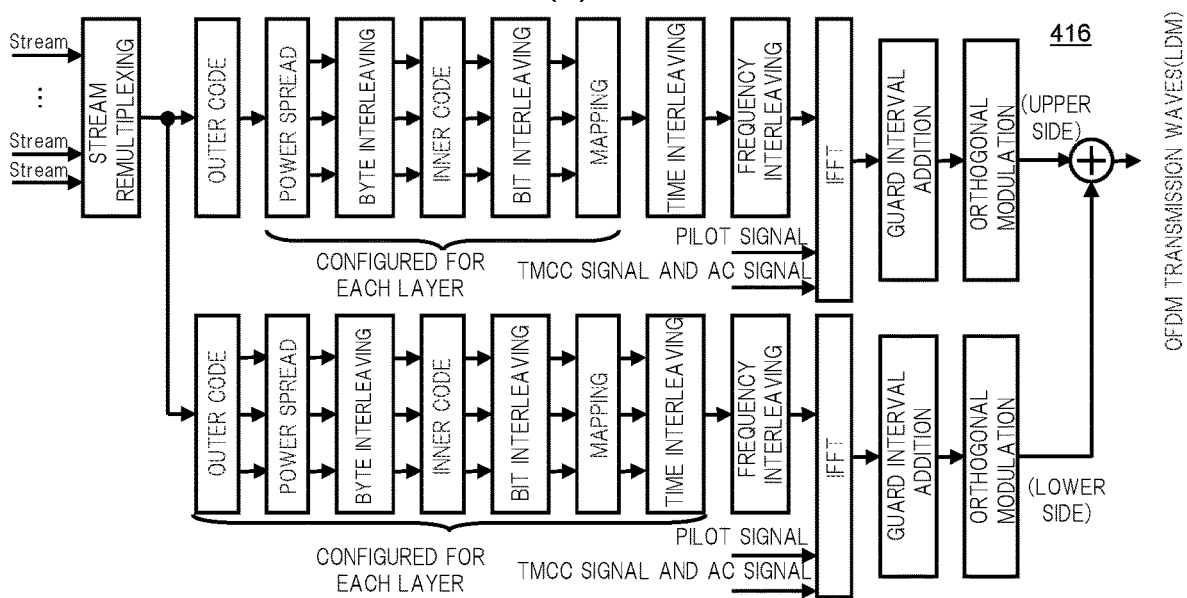 Stream
⋮
Stream
Stream
STREAM
REMULTIPLEXING
OUTER CODE
POWER SPREAD
BYTE INTERLEAVING
INNER CODE
BIT INTERLEAVING
MAPPING
TIME INTERLEAVING
FREQUENCY
INTERLEAVING
IFFT
GUARD INTERVAL
ADDITION
ORTHOGONAL
MODULATION
(UPPER
SIDE)
416
+
OFDM TRANSMISSION WAVES(LDM)
CONFIGURED FOR
EACH LAYER
PILOT SIGNAL
TMCC SIGNAL AND AC SIGNAL
OUTER CODE
POWER SPREAD
BYTE INTERLEAVING
INNER CODE
BIT INTERLEAVING
MAPPING
TIME INTERLEAVING
FREQUENCY
INTERLEAVING
IFFT
GUARD INTERVAL
ADDITION
ORTHOGONAL
MODULATION
(LOWER
SIDE)
CONFIGURED FOR
EACH LAYER
PILOT SIGNAL
TMCC SIGNAL AND AC SIGNAL